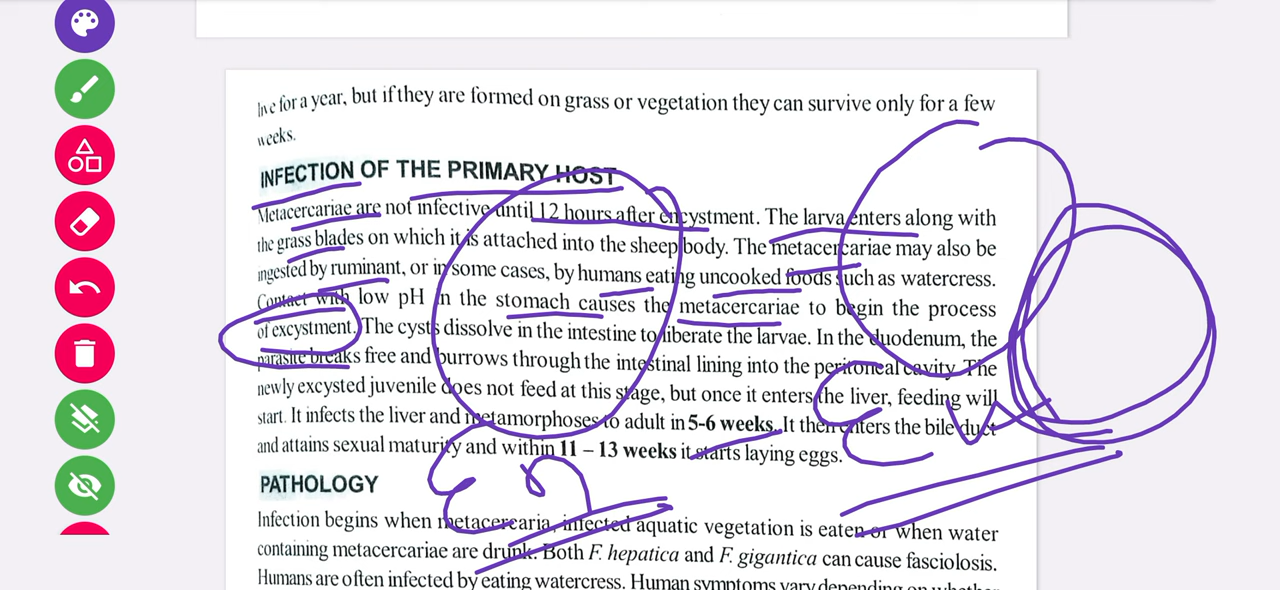 live for a year, but if they are formed on grass or vegetation they can survive only for a few
weeks.
INFECTION OF THE PRIMARY HOST
Metacercariae are not infective until 12 hours after encystment. The larva enters along with
the grass blades on which it is attached into the sheep body. The metacercariae may also be
ingested by ruminant, or in some cases, by humans eating uncooked foods such as watercress.
Contact with low pH in the stomach causes the metacercariae to begin the process
of excystment. The cysts dissolve in the intestine to liberate the larvae. In the duodenum, the
parasite breaks free and burrows through the intestinal lining into the peritoneal cavity. The
newly excysted juvenile does not feed at this stage, but once it enters the liver, feeding will
start. It infects the liver and metamorphoses to adult in 5-6 weeks. It then enters the bile duct
and attains sexual maturity and within 11 – 13 weeks it starts laying eggs.
PATHOLOGY
Infection begins when metacercaria, infected aquatic vegetation is eaten or when water
containing metacercariae are drunk. Both F. hepatica and F. gigantica can cause fasciolosis.
Humans are often infected by eating watercress. Human symptoms vary depending on whether